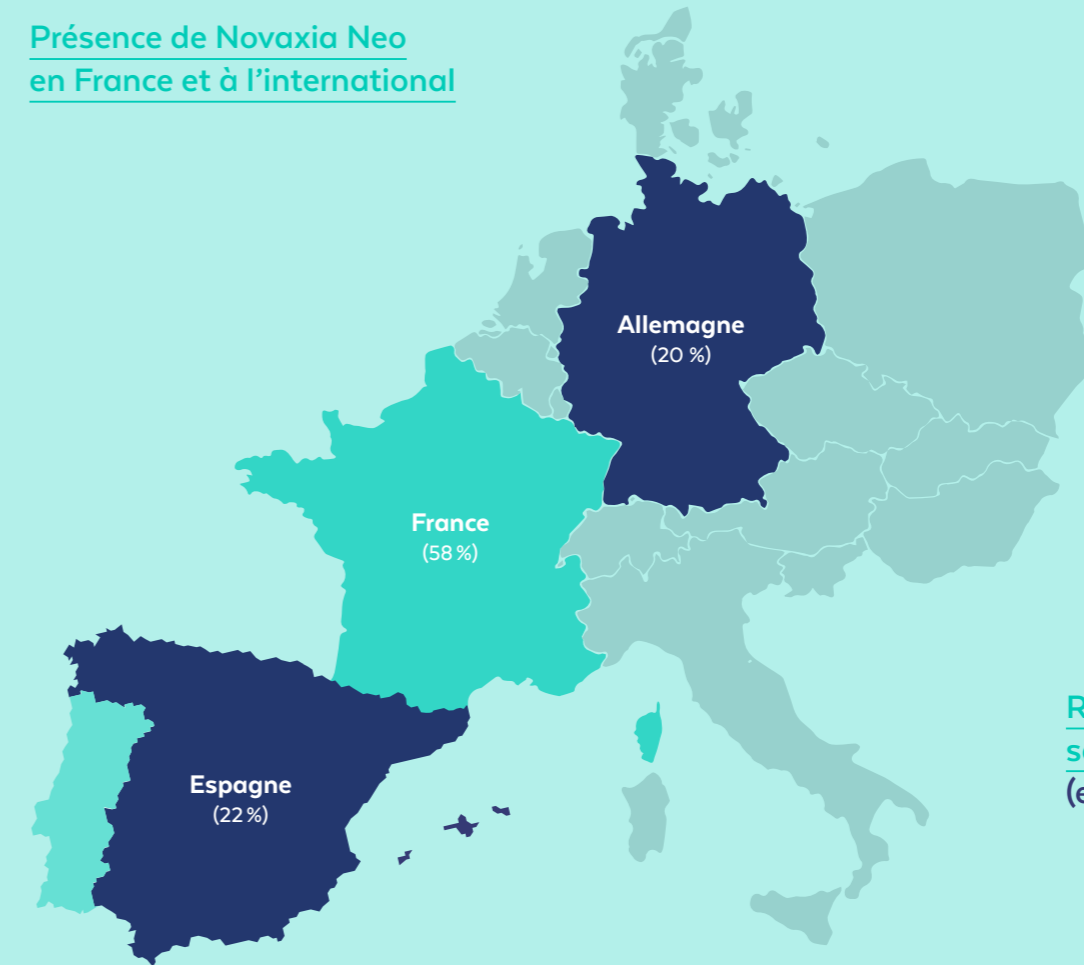 Présence de Novaxia Neo
en France et à l'international
Allemagne
(20 %)
France
(58 %)
Espagne
(22 %)